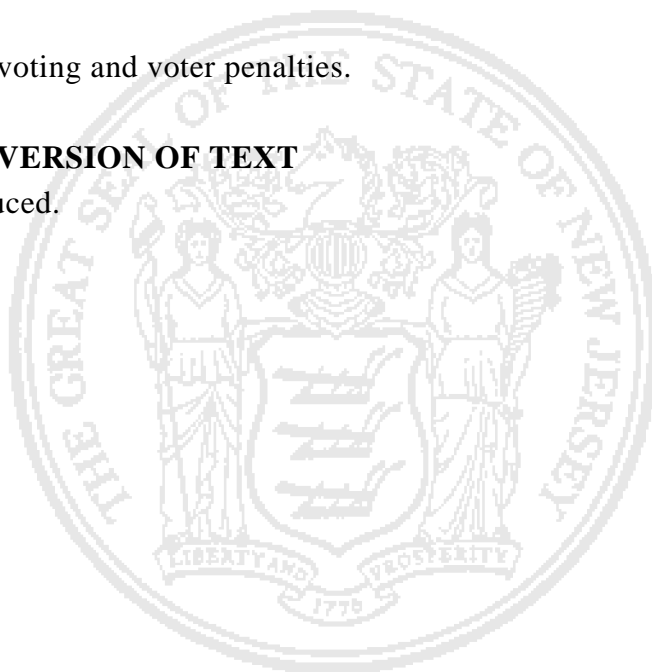 voting and voter penalties.
VERSION OF TEXT
uced.
THE GREAT SEAL OF THE STATE OF NEW JERSEY
LIBERTY AND PROSPERITY
1776